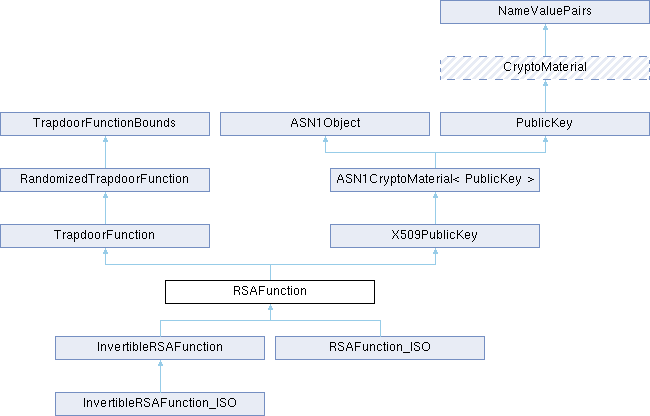 NameValuePairs
CryptoMaterial
TrapdoorFunctionBounds
ASN1Object
PublicKey
RandomizedTrapdoorFunction
ASN1CryptoMaterial< PublicKey >
TrapdoorFunction
X509PublicKey
RSAFunction
InvertibleRSAFunction
RSAFunction_ISO
InvertibleRSAFunction_ISO